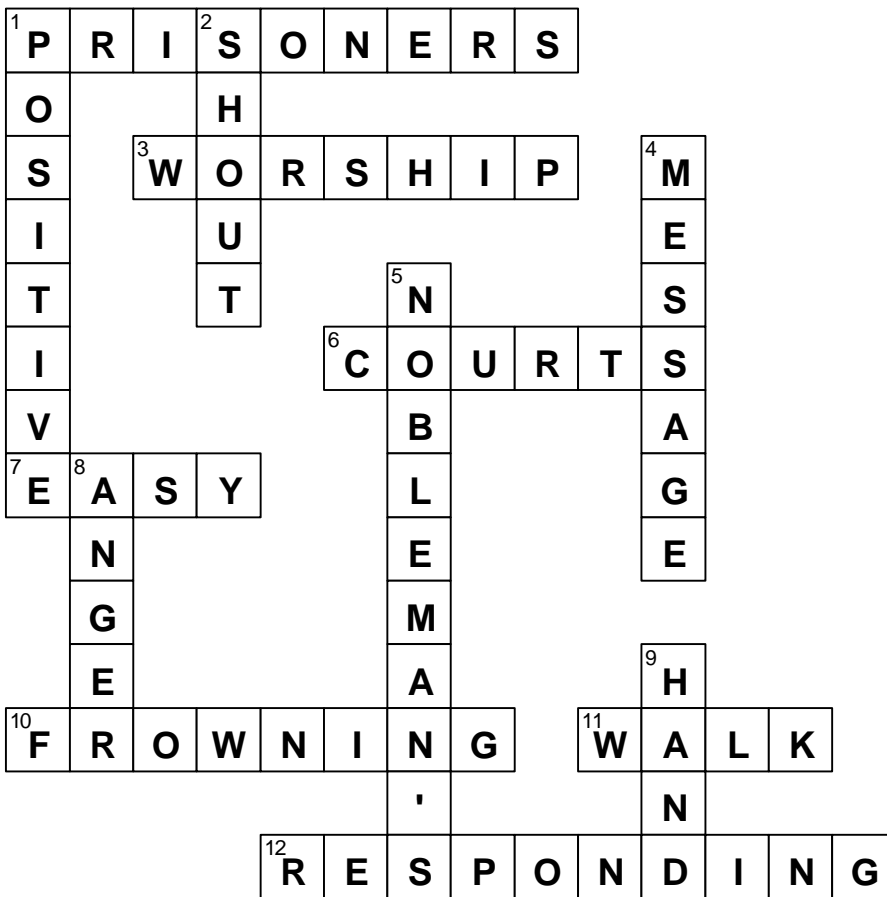 1 P R I 2 S O N E R S
O H
S 3 W O R S H I P 4 M
I U E
T T 5 N S
I 6 C O U R T S
V B A
7 E 8 A S Y L G
N E E
G M
E A 9 H
10 F R O W N I N G 11 W A L K
' N
12 R E S P O N D I N G